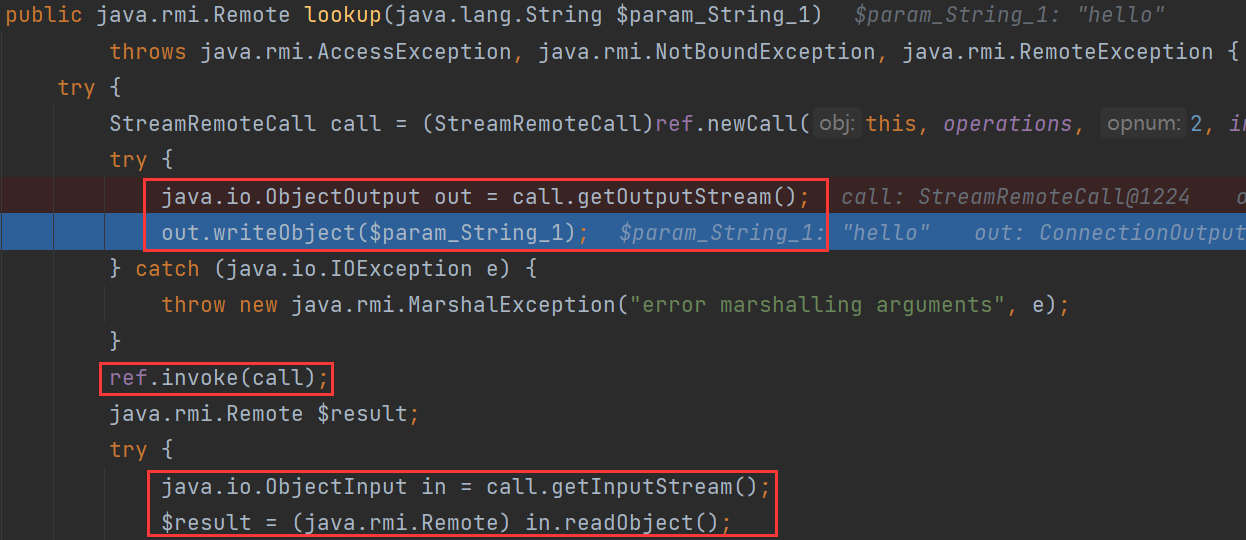 public java.rmi.Remote lookup(java.lang.String $param_String_1)   $param_String_1: "hello"
        throws java.rmi.AccessException, java.rmi.NotBoundException, java.rmi.RemoteException {
    try {
        StreamRemoteCall call = (StreamRemoteCall)ref.newCall( obj: this, operations,  opnum: 2, in
        try {
            java.io.ObjectOutput out = call.getOutputStream();   call: StreamRemoteCall@1224    o
            out.writeObject($param_String_1);   $param_String_1: "hello"   out: ConnectionOutput
        } catch (java.io.IOException e) {
            throw new java.rmi.MarshalException("error marshalling arguments", e);
        }
        ref.invoke(call);
        java.rmi.Remote $result;
        try {
            java.io.ObjectInput in = call.getInputStream();
            $result = (java.rmi.Remote) in.readObject();